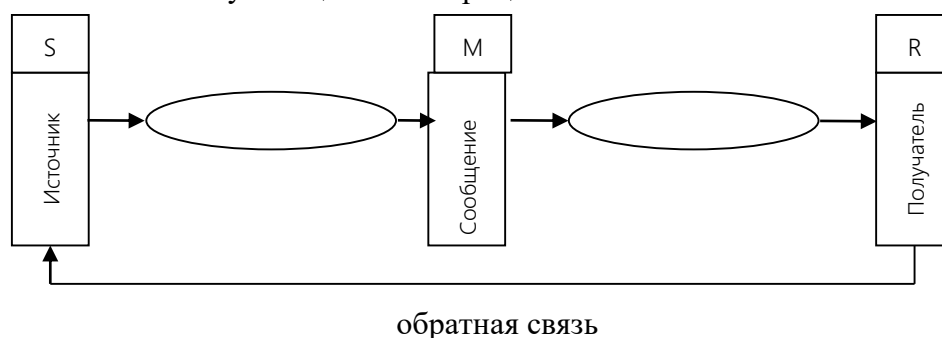 S
M
R
Источник
Сообщение
Получатель
обратная связь